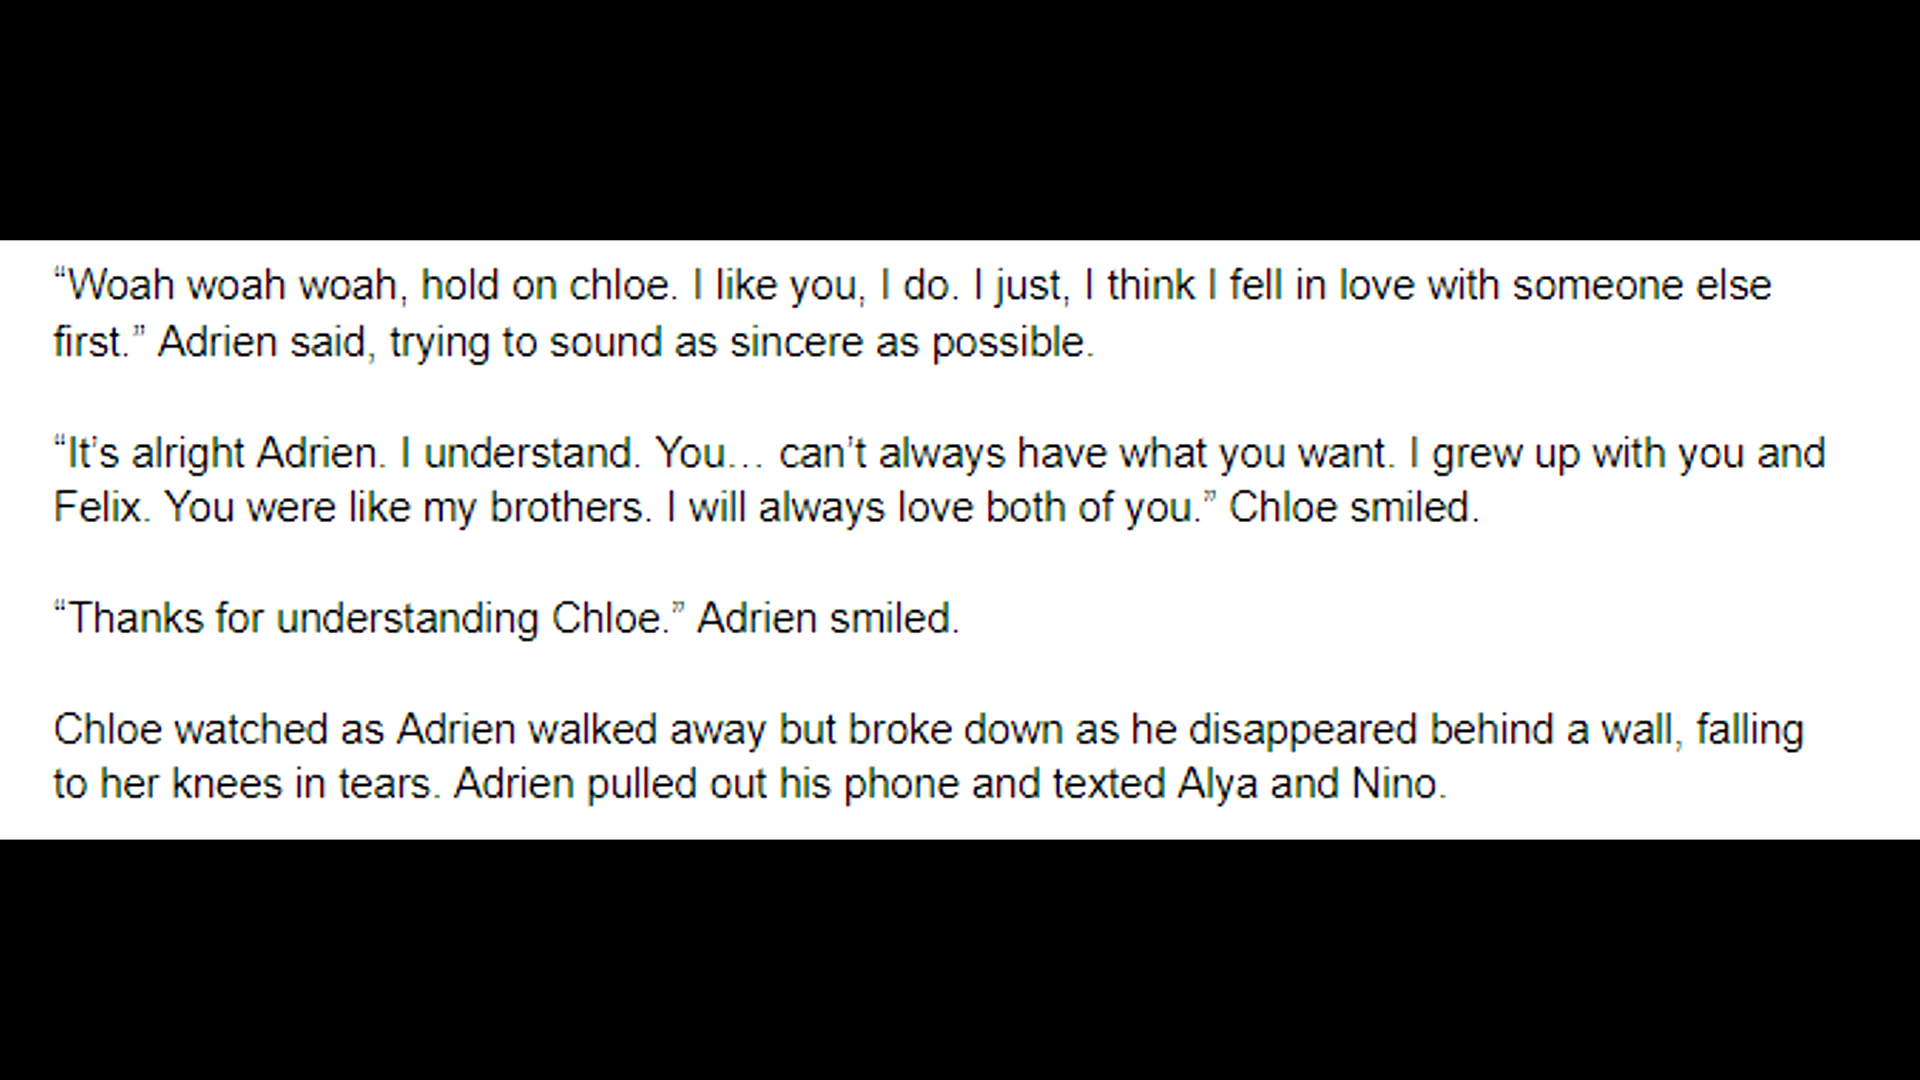 “Woah woah woah, hold on chloe. I like you, I do. I just, I think I fell in love with someone else
first.” Adrien said, trying to sound as sincere as possible.
“It’s alright Adrien. I understand. You… can’t always have what you want. I grew up with you and
Felix. You were like my brothers. I will always love both of you.” Chloe smiled.
“Thanks for understanding Chloe.” Adrien smiled.
Chloe watched as Adrien walked away but broke down as he disappeared behind a wall, falling
to her knees in tears. Adrien pulled out his phone and texted Alya and Nino.